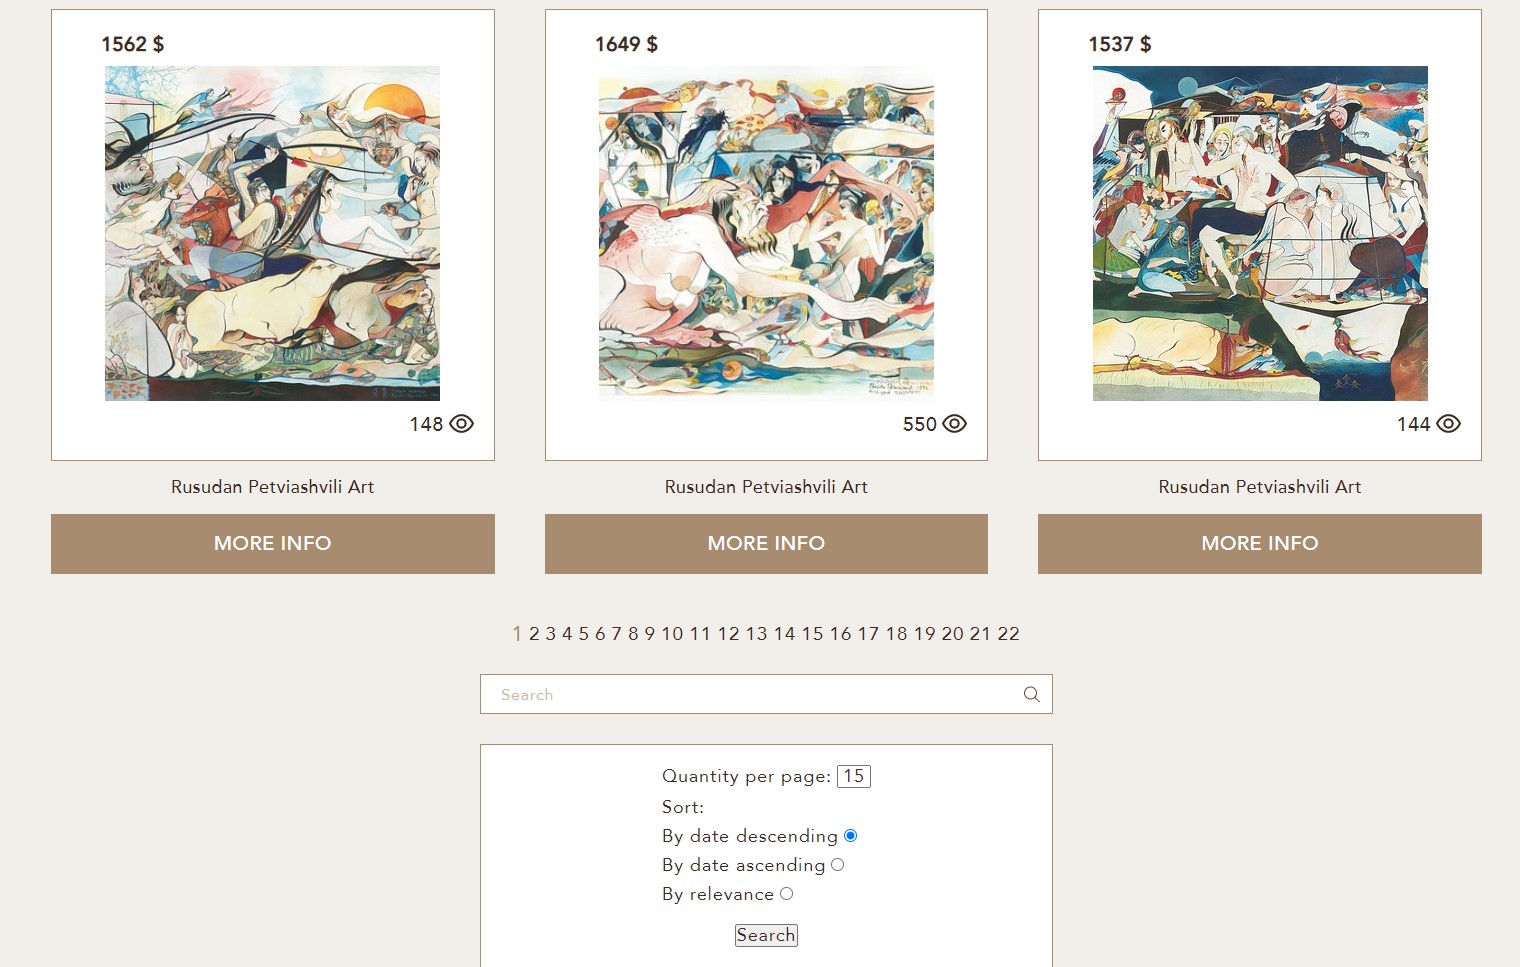 1562 $ 1649 $ 1537 $
148 550 144
Rusudan Petviashvili Art Rusudan Petviashvili Art Rusudan Petviashvili Art
MORE INFO MORE INFO MORE INFO
1 2 3 4 5 6 7 8 9 10 11 12 13 14 15 16 17 18 19 20 21 22
Search
Quantity per page: 15
Sort:
By date descending
By date ascending
By relevance
Search